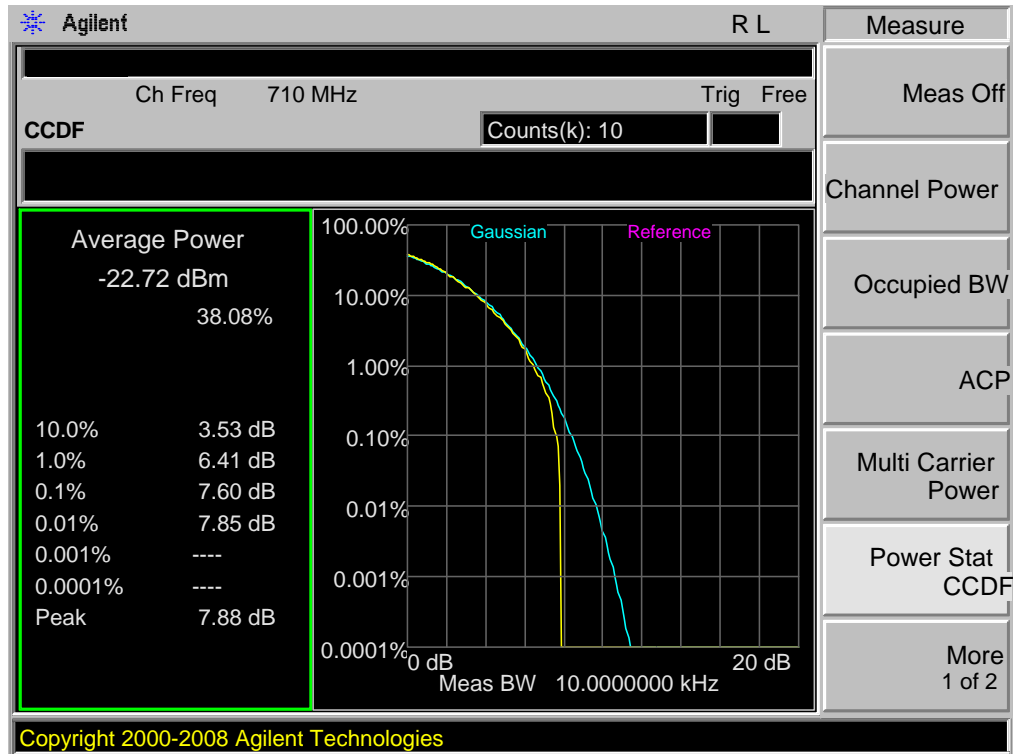 Agilent
R L
Measure
Ch Freq 710 MHz
Trig Free
CCDF
Counts(k): 10
Meas Off
Channel Power
Occupied BW
ACP
Multi Carrier
Power
Power Stat
CCDF
More
1 of 2
Average Power
-22.72 dBm
38.08%
10.0% 3.53 dB
1.0% 6.41 dB
0.1% 7.60 dB
0.01% 7.85 dB
0.001% ----
0.0001% ----
Peak 7.88 dB
100.00%
Gaussian
Reference
10.00%
1.00%
0.10%
0.01%
0.001%
0.0001%
0 dB
20 dB
Meas BW 10.0000000 kHz
Copyright 2000-2008 Agilent Technologies